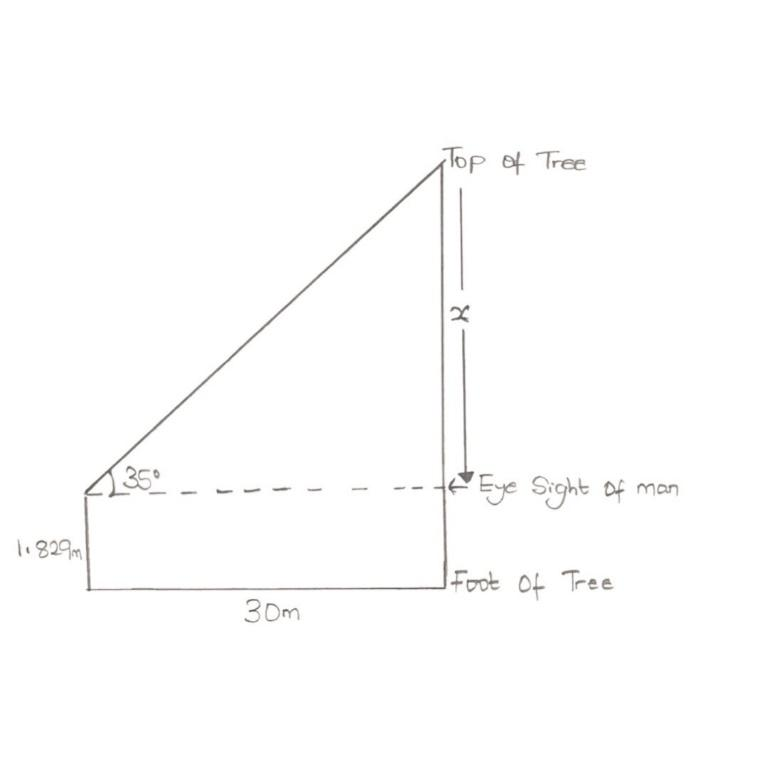 Top of Tree
x
35°
Eye Sight of man
1.829m
Foot of Tree
30m